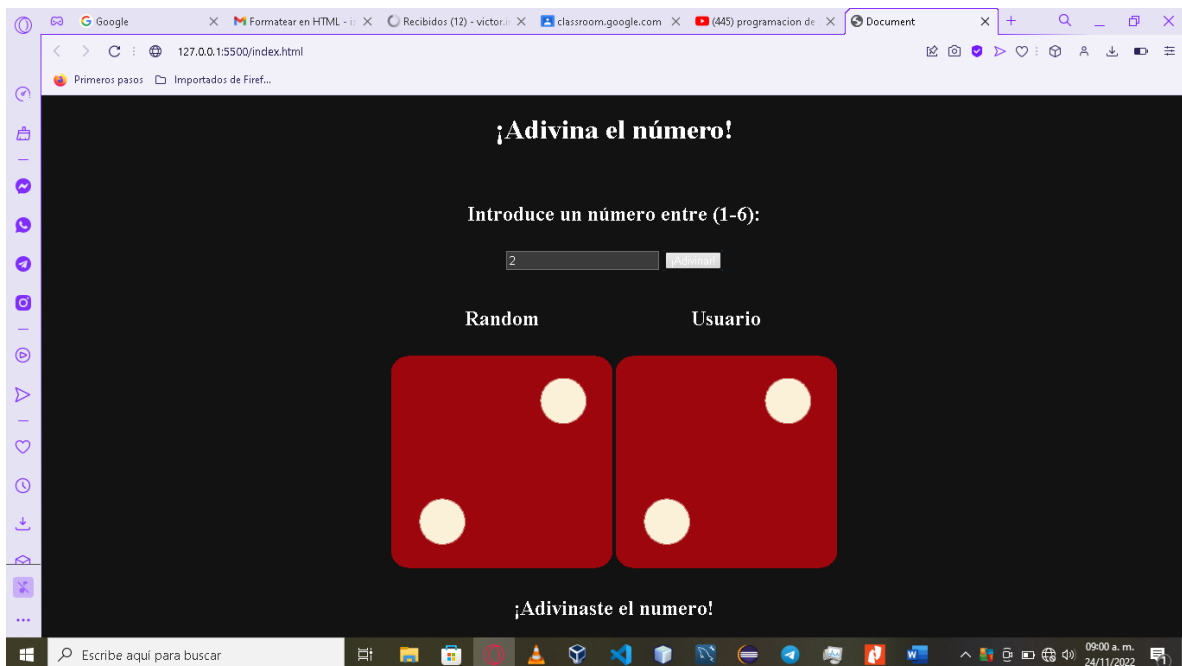 Google
Formatear en HTML - is
Recibidos (12) - victor.ir
classroom.google.com
(445) programacion de
Document
127.0.0.1:5500/index.html
Primeros pasos
Importados de Firef...
¡Adivina el número!
Introduce un número entre (1-6):
2
¡Adivinar!
Random
Usuario
¡Adivinaste el numero!
Escribe aquí para buscar
09:00 a. m.
24/11/2022